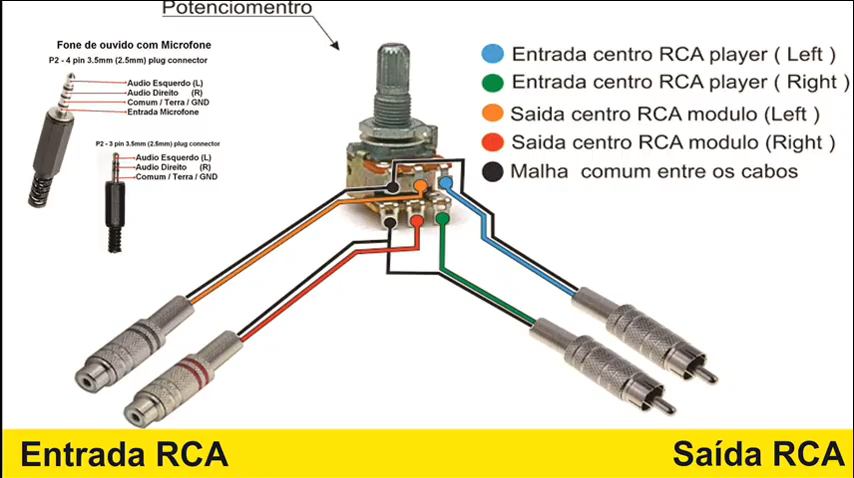 Potenciomentro
Fone de ouvido com Microfone
P2 - 4 pin 3.5mm (2.5mm) plug connector
Audio Esquerdo (L)
Audio Direito (R)
Comum / Terra / GND
Entrada Microfone
P2 - 3 pin 3.5mm (2.5mm) plug connector
Audio Esquerdo (L)
Audio Direito (R)
Comum / Terra / GND
Entrada centro RCA player ( Left )
Entrada centro RCA player ( Right )
Saida centro RCA modulo (Left )
Saida centro RCA modulo (Right )
Malha comum entre os cabos
Entrada RCA
Saída RCA